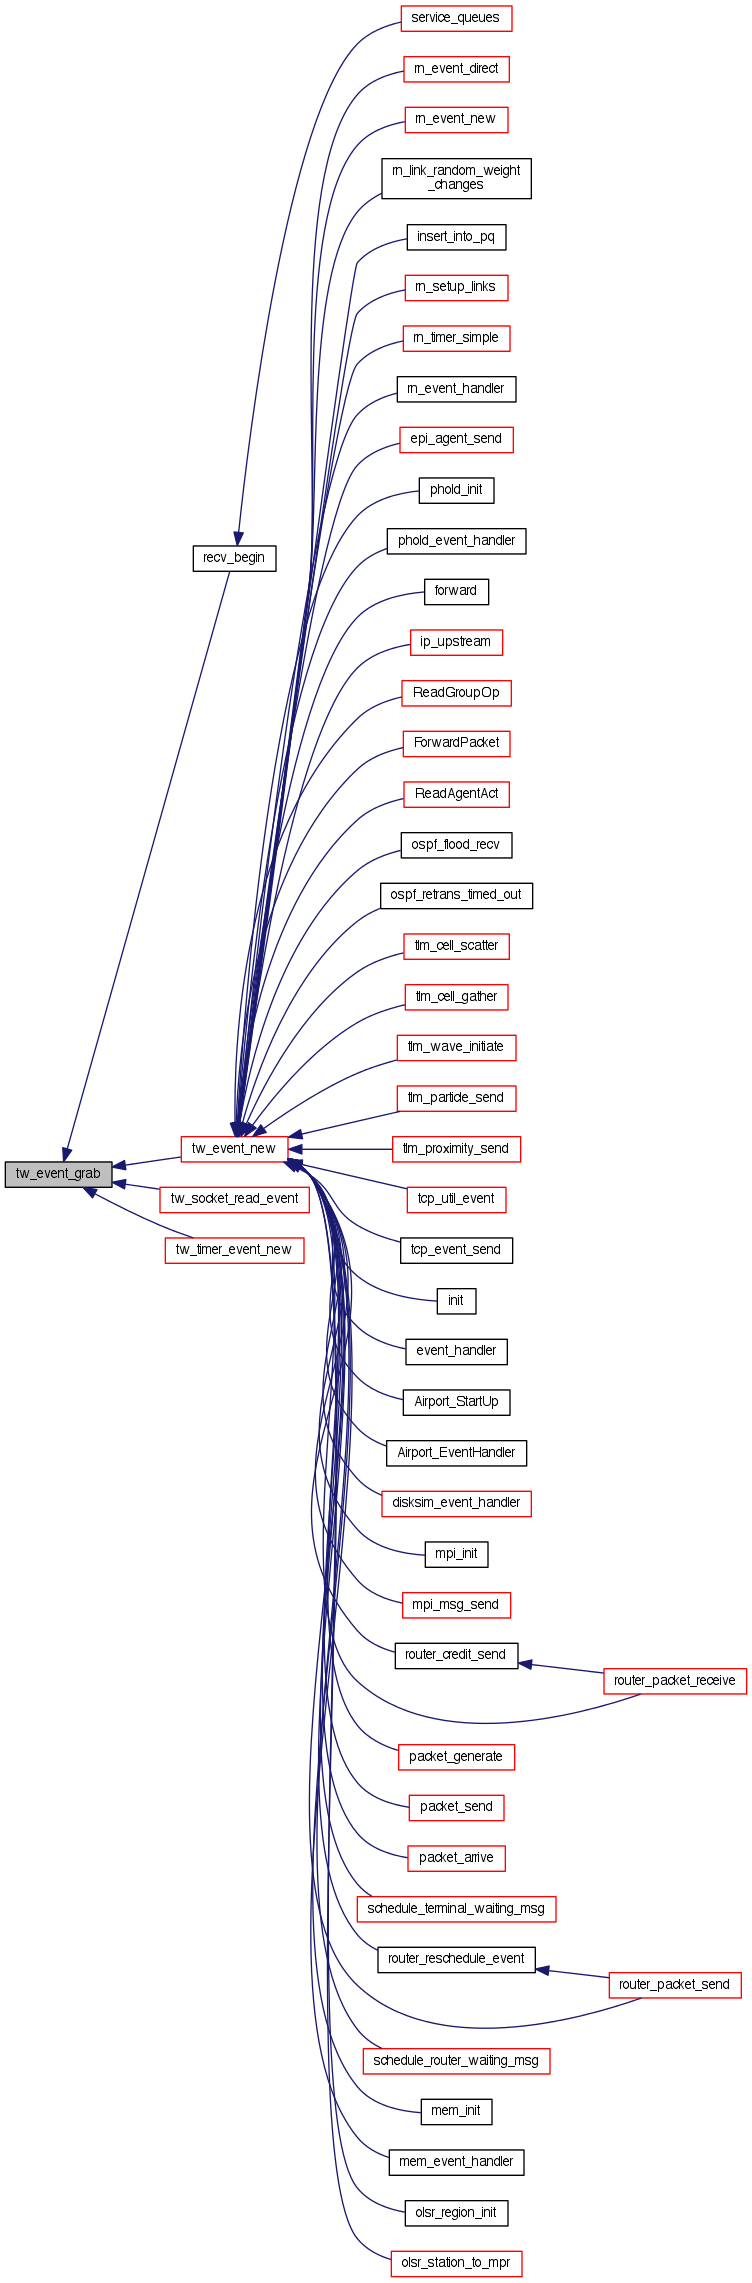 service_queues
rn_event_direct
rn_event_new
rn_link_random_weight
_changes
insert_into_pq
rn_setup_links
rn_timer_simple
rn_event_handler
epi_agent_send
phold_init
phold_event_handler
recv_begin
forward
ip_upstream
ReadGroupOp
ForwardPacket
ReadAgentAct
ospf_flood_recv
ospf_retrans_timed_out
tlm_cell_scatter
tlm_cell_gather
tlm_wave_initiate
tlm_particle_send
tw_event_new
tlm_proximity_send
tw_event_grab
tw_socket_read_event
tcp_util_event
tw_timer_event_new
tcp_event_send
init
event_handler
Airport_StartUp
Airport_EventHandler
disksim_event_handler
mpi_init
mpi_msg_send
router_credit_send
router_packet_receive
packet_generate
packet_send
packet_arrive
schedule_terminal_waiting_msg
router_reschedule_event
router_packet_send
schedule_router_waiting_msg
mem_init
mem_event_handler
olsr_region_init
olsr_station_to_mpr